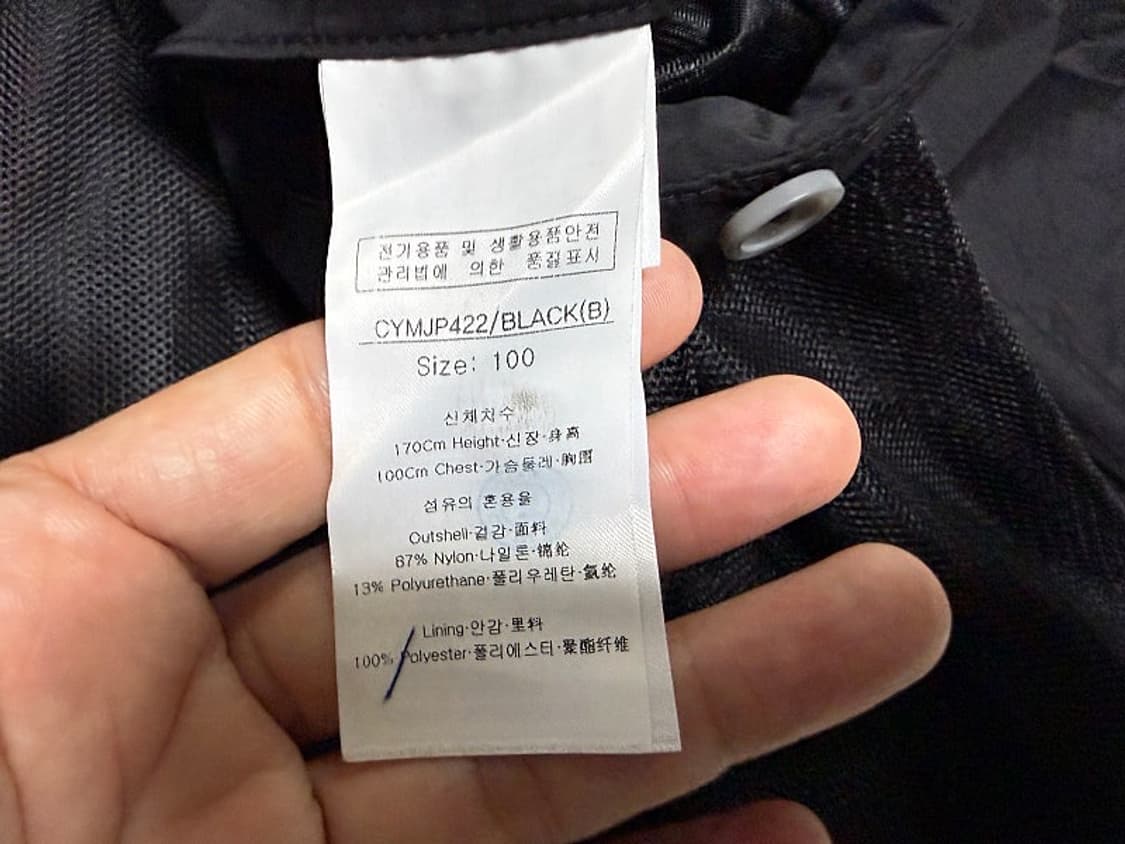 전기용품 및 생활용품안전
관리법에 의한 품질표시
CYMJP422/BLACK(B)
Size: 100
신체치수
170Cm Height·신장·身高
100Cm Chest·가슴둘레·胸围
섬유의 혼용율
Outshell·겉감·面料
87% Nylon·나일론·锦纶
13% Polyurethane·폴리우레탄·氨纶
Lining·안감·里料
100% Polyester·폴리에스터·聚酯纤维